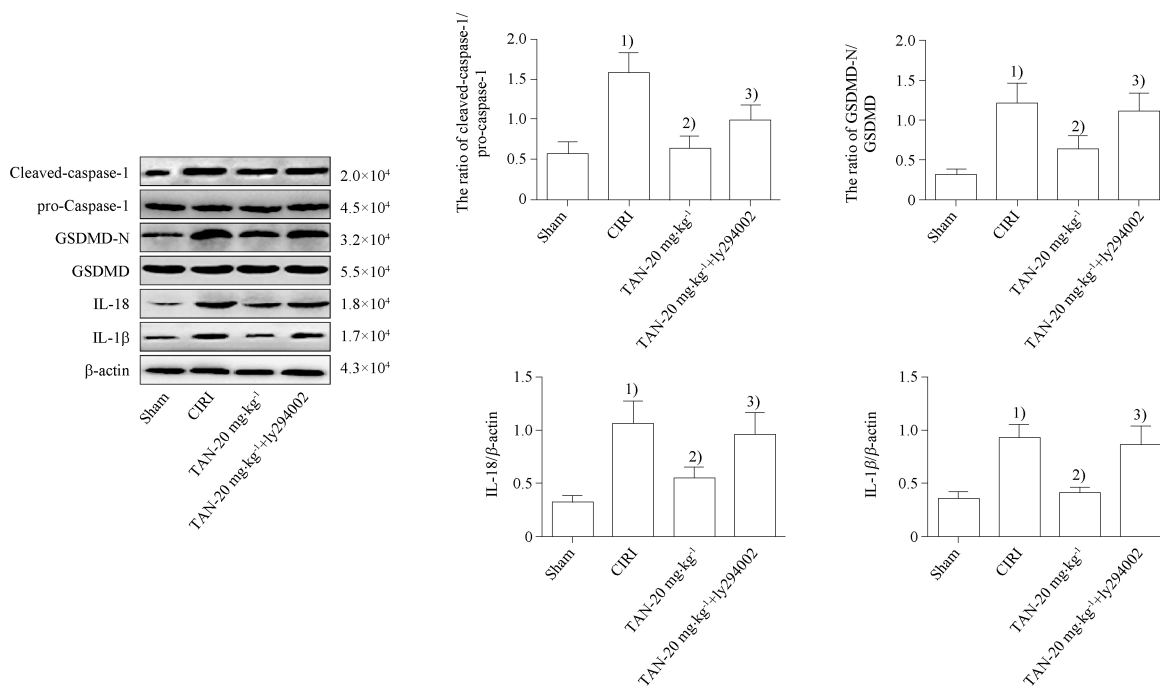 Cleaved-caspase-1
2.0×10⁴
pro-Caspase-1
4.5×10⁴
GSDMD-N
3.2×10⁴
GSDMD
5.5×10⁴
IL-18
1.8×10⁴
IL-1β
1.7×10⁴
β-actin
4.3×10⁴
Sham
CIRI
TAN-20 mg·kg⁻¹
TAN-20 mg·kg⁻¹+ly294002
The ratio of cleaved-caspase-1/
pro-caspase-1
2.0
1.5
1.0
0.5
0
1)
2)
3)
Sham
CIRI
TAN-20 mg·kg⁻¹
TAN-20 mg·kg⁻¹+ly294002
The ratio of GSDMD-N/
GSDMD
2.0
1.5
1.0
0.5
0
1)
2)
3)
Sham
CIRI
TAN-20 mg·kg⁻¹
TAN-20 mg·kg⁻¹+ly294002
IL-18/β-actin
1.5
1.0
0.5
0
1)
2)
3)
Sham
CIRI
TAN-20 mg·kg⁻¹
TAN-20 mg·kg⁻¹+ly294002
IL-1β/β-actin
1.5
1.0
0.5
0
1)
2)
3)
Sham
CIRI
TAN-20 mg·kg⁻¹
TAN-20 mg·kg⁻¹+ly294002